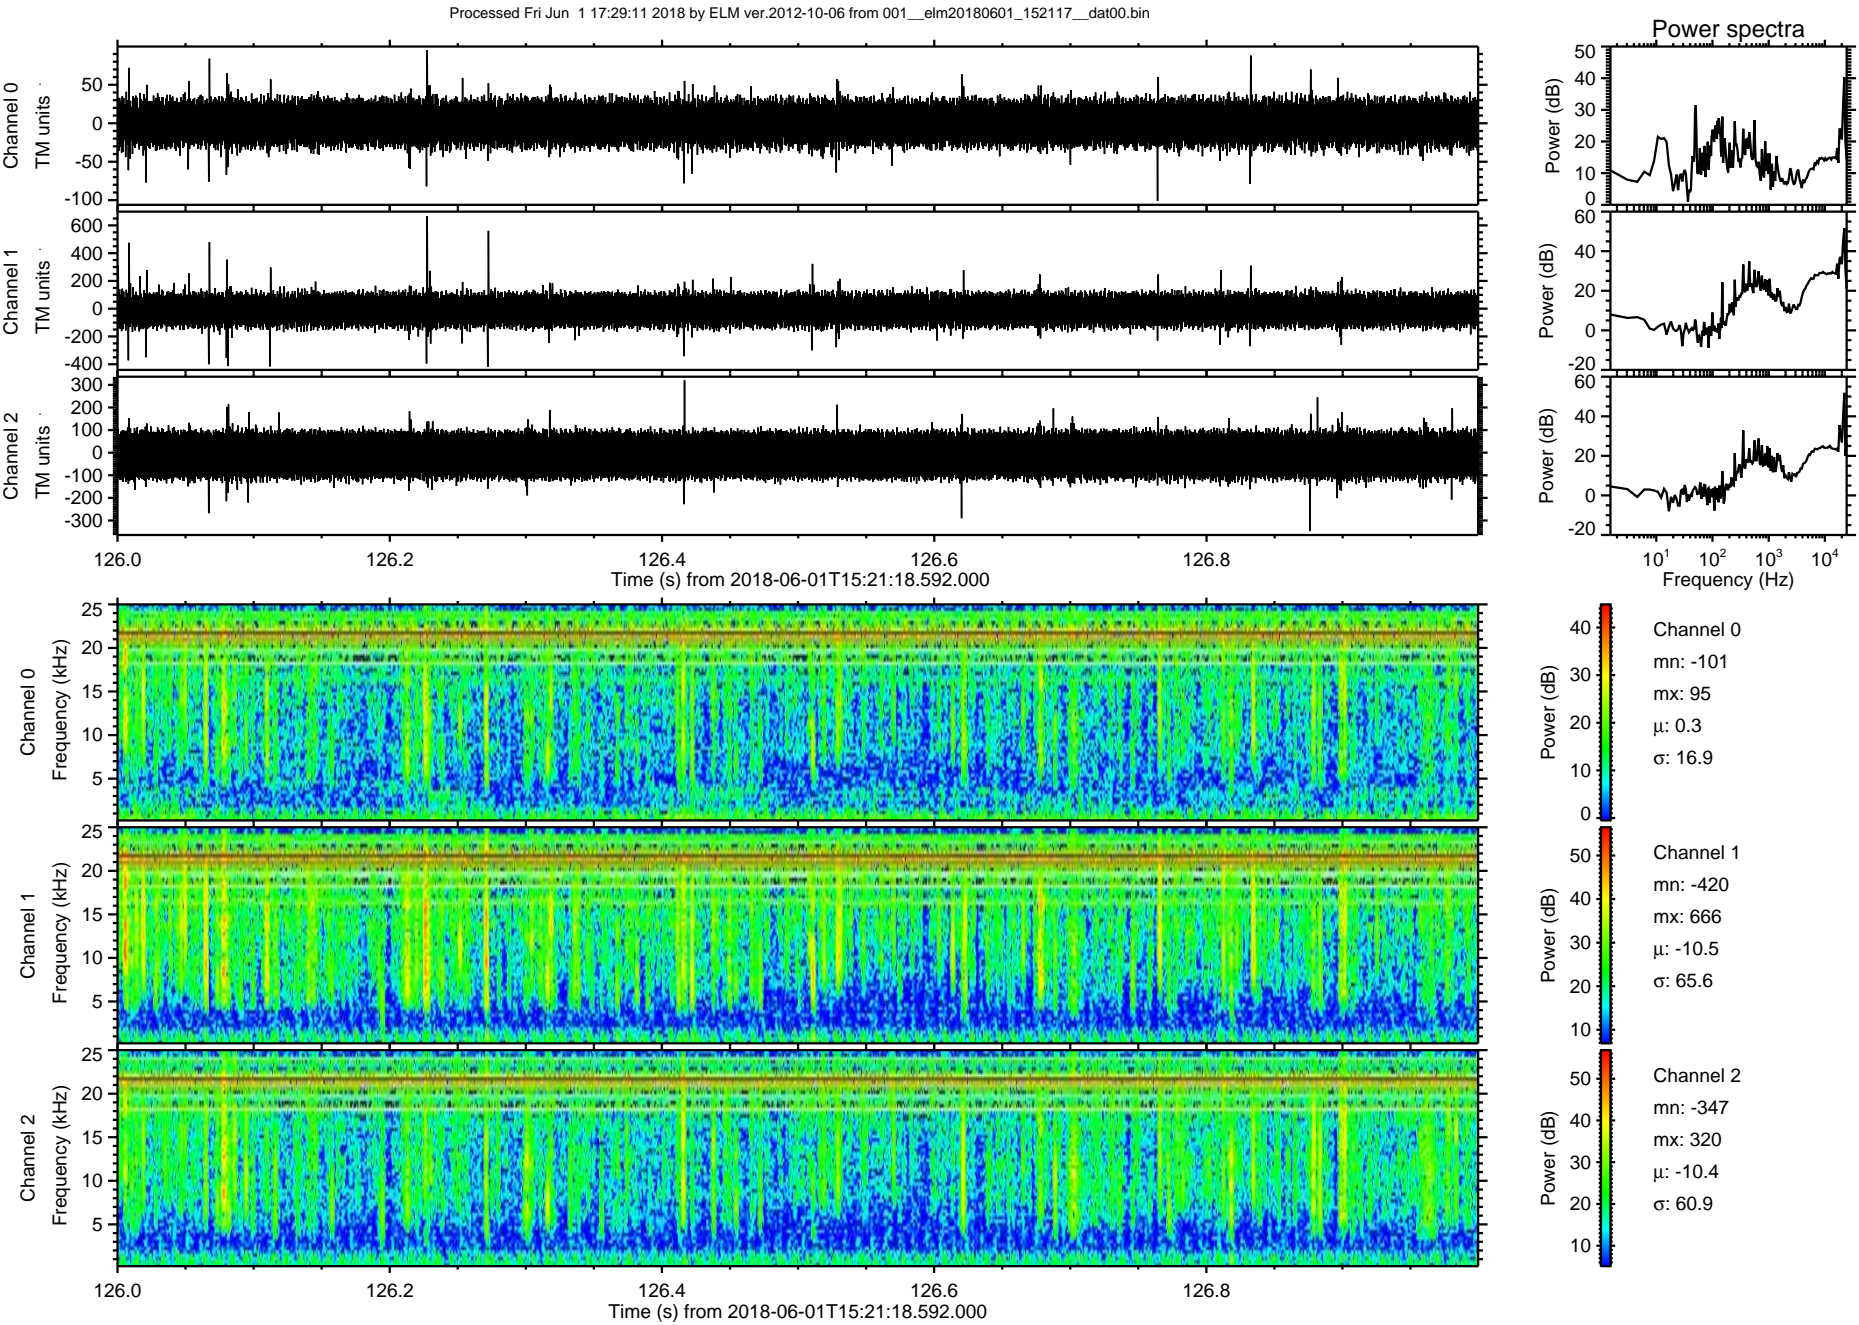 Processed Fri Jun  1 17:29:11 2018 by ELM ver.2012-10-06 from 001__elm20180601_152117__dat00.bin
Power spectra
Channel 0
TM units
50
0
-50
-100
Power (dB)
50
40
30
20
10
0
Channel 1
TM units
600
400
200
0
-200
-400
Power (dB)
60
40
20
0
-20
Channel 2
TM units
300
200
100
0
-100
-200
-300
Power (dB)
60
40
20
0
-20
126.0 126.2 126.4 126.6 126.8
Time (s) from 2018-06-01T15:21:18.592.000
10¹ 10² 10³ 10⁴
Frequency (Hz)
Channel 0
Frequency (kHz)
25
20
15
10
5
Power (dB)
40
30
20
10
0
Channel 0
mn: -101
mx: 95
µ: 0.3
σ: 16.9
Channel 1
Frequency (kHz)
25
20
15
10
5
Power (dB)
50
40
30
20
10
Channel 1
mn: -420
mx: 666
µ: -10.5
σ: 65.6
Channel 2
Frequency (kHz)
25
20
15
10
5
Power (dB)
50
40
30
20
10
Channel 2
mn: -347
mx: 320
µ: -10.4
σ: 60.9
126.0 126.2 126.4 126.6 126.8
Time (s) from 2018-06-01T15:21:18.592.000